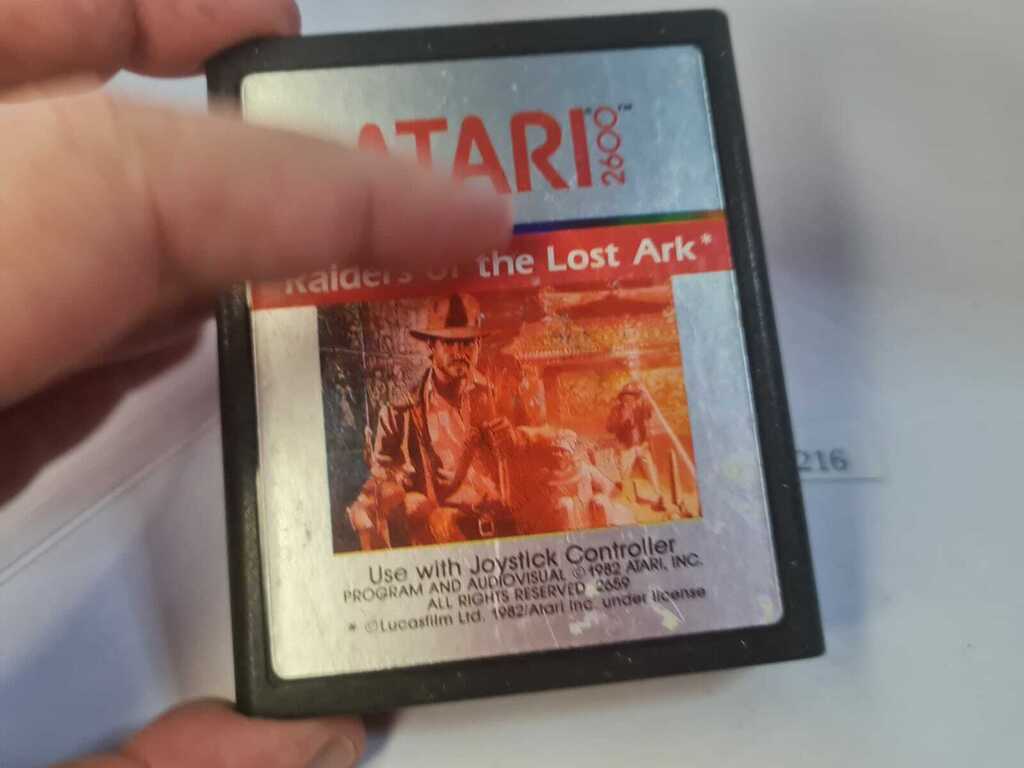 ATARI 2600™
Raiders of the Lost Ark*
216
Use with Joystick Controller
PROGRAM AND AUDIOVISUAL © 1982 ATARI, INC.
ALL RIGHTS RESERVED 2659
* ©Lucasfilm Ltd. 1982/Atari Inc. under license